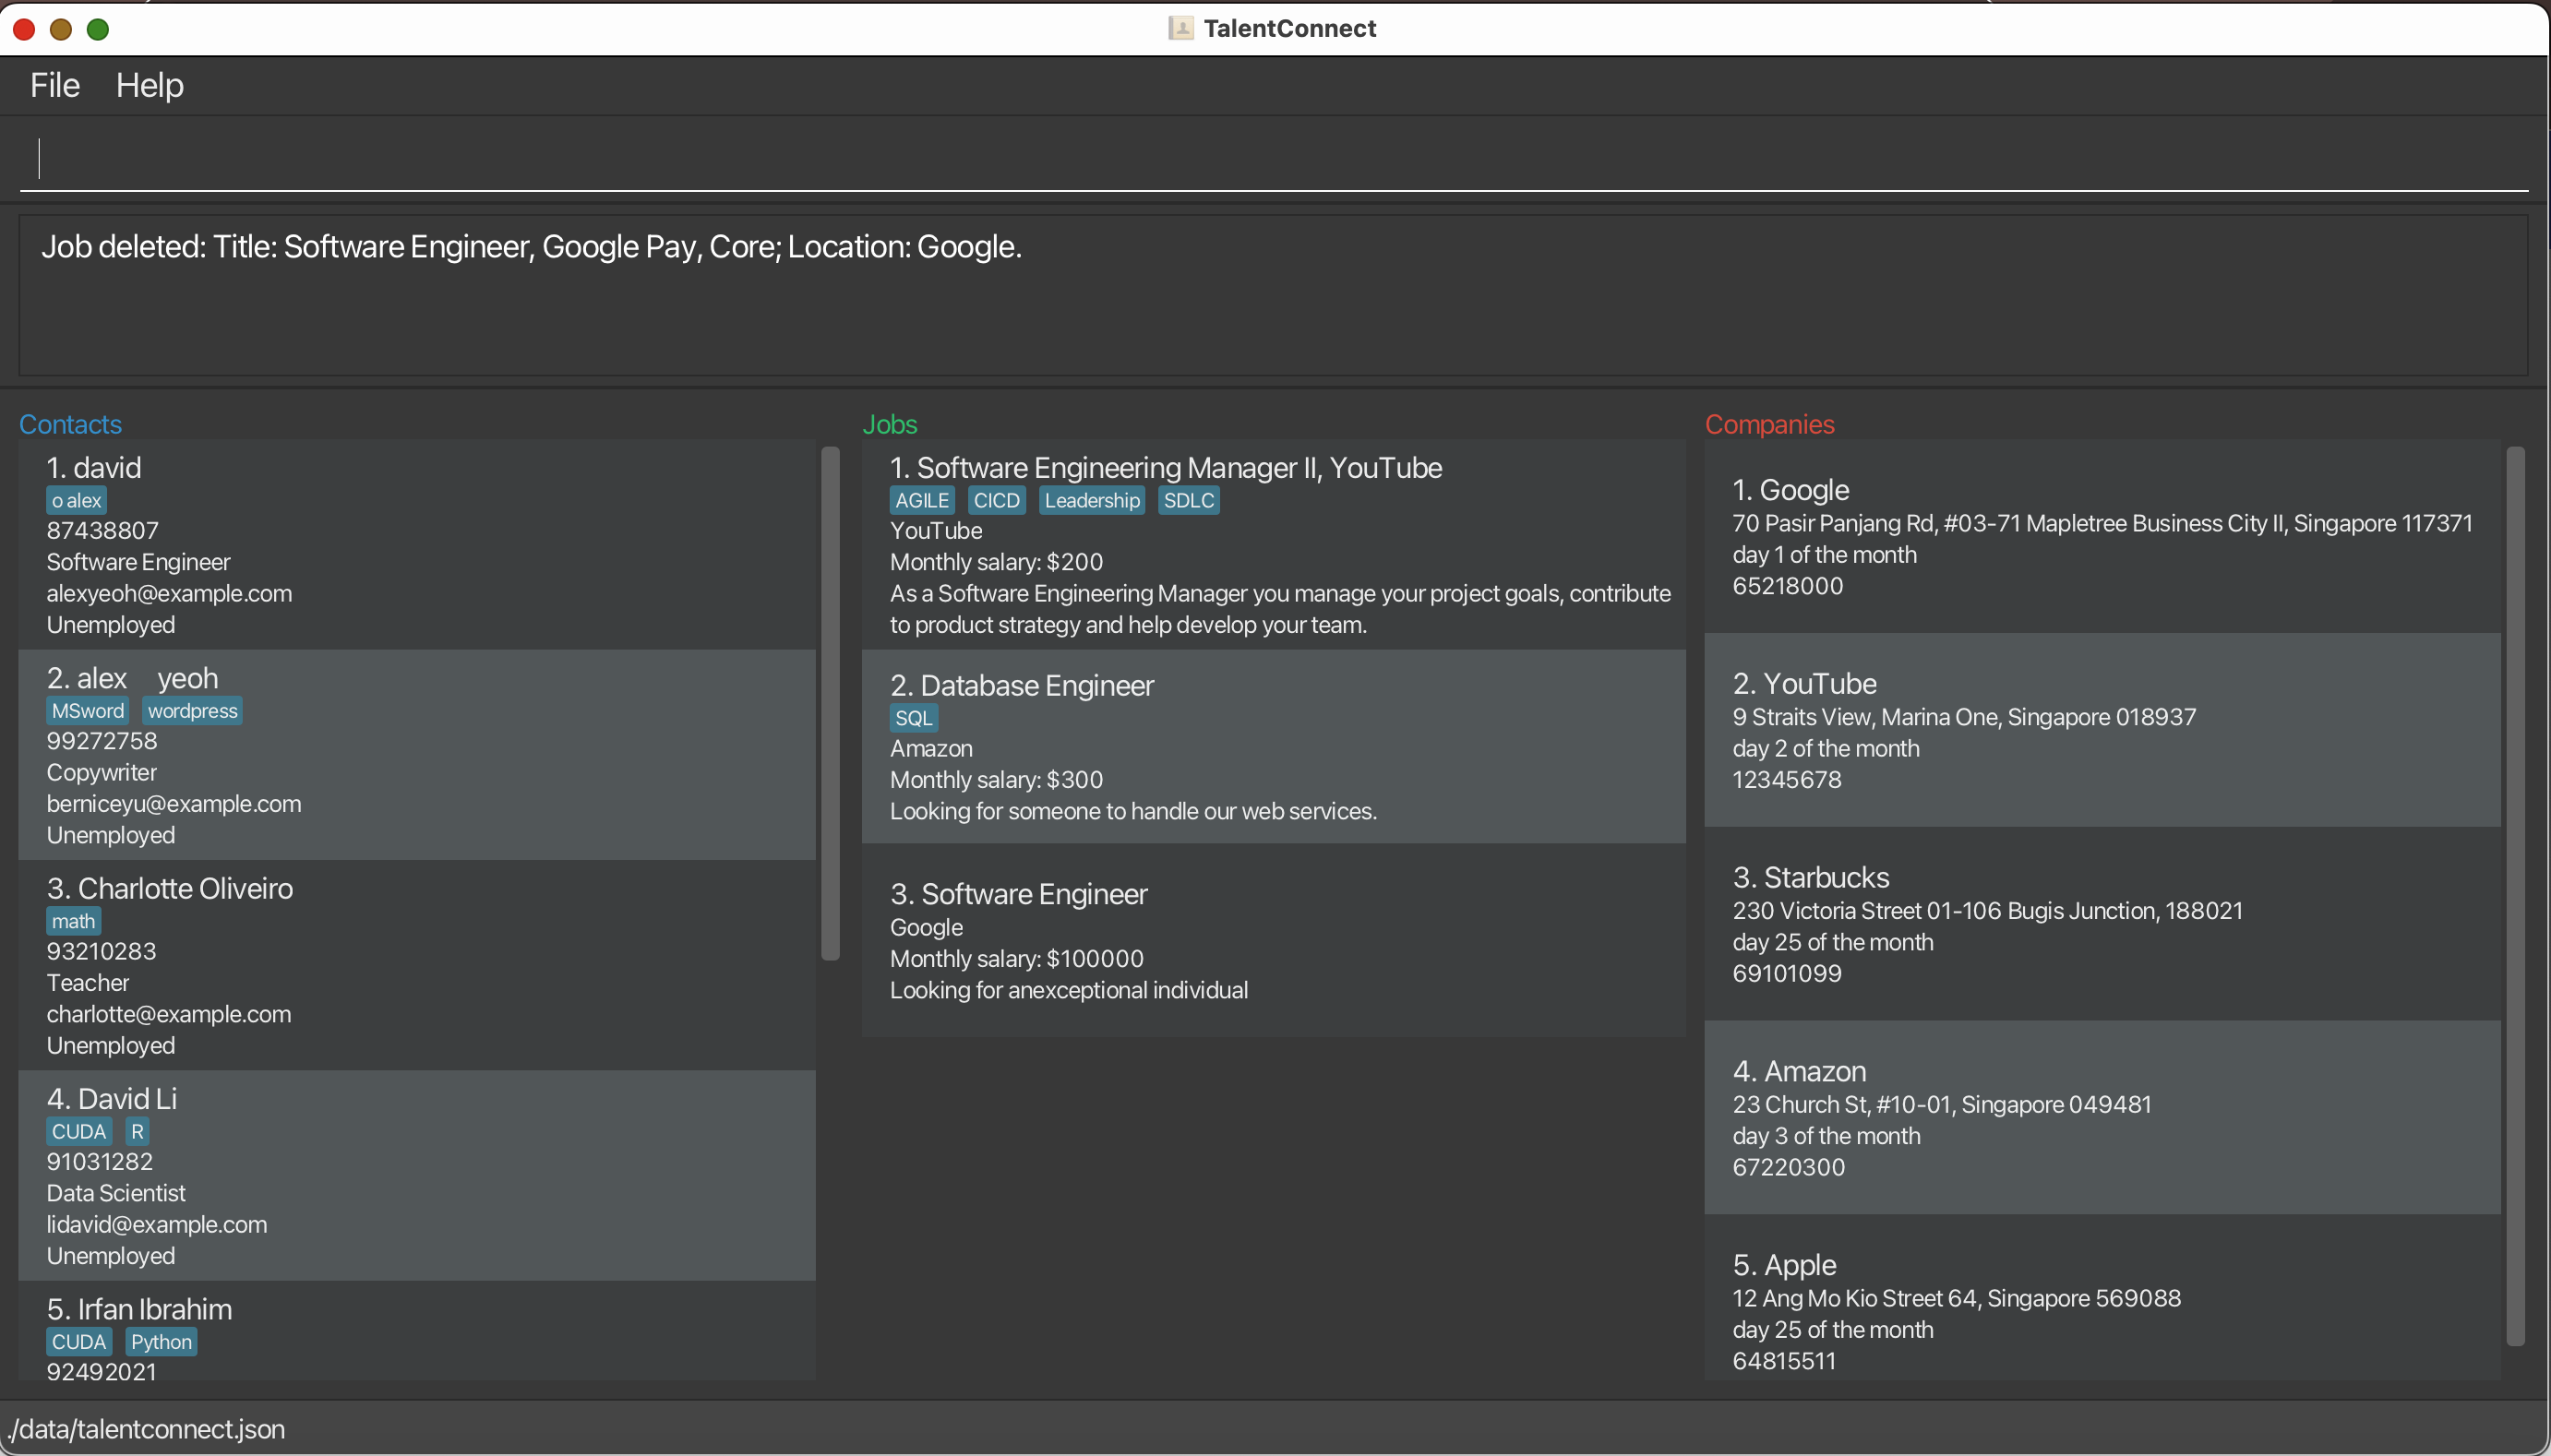 TalentConnect
File Help
Job deleted: Title: Software Engineer, Google Pay, Core; Location: Google.
Contacts
1. david
o alex
87438807
Software Engineer
alexyeoh@example.com
Unemployed
2. alex    yeoh
MSword wordpress
99272758
Copywriter
berniceyu@example.com
Unemployed
3. Charlotte Oliveiro
math
93210283
Teacher
charlotte@example.com
Unemployed
4. David Li
CUDA R
91031282
Data Scientist
lidavid@example.com
Unemployed
5. Irfan Ibrahim
CUDA Python
92492021
Jobs
1. Software Engineering Manager II, YouTube
AGILE CICD Leadership SDLC
YouTube
Monthly salary: $200
As a Software Engineering Manager you manage your project goals, contribute
to product strategy and help develop your team.
2. Database Engineer
SQL
Amazon
Monthly salary: $300
Looking for someone to handle our web services.
3. Software Engineer
Google
Monthly salary: $100000
Looking for anexceptional individual
Companies
1. Google
70 Pasir Panjang Rd, #03-71 Mapletree Business City II, Singapore 117371
day 1 of the month
65218000
2. YouTube
9 Straits View, Marina One, Singapore 018937
day 2 of the month
12345678
3. Starbucks
230 Victoria Street 01-106 Bugis Junction, 188021
day 25 of the month
69101099
4. Amazon
23 Church St, #10-01, Singapore 049481
day 3 of the month
67220300
5. Apple
12 Ang Mo Kio Street 64, Singapore 569088
day 25 of the month
64815511
./data/talentconnect.json